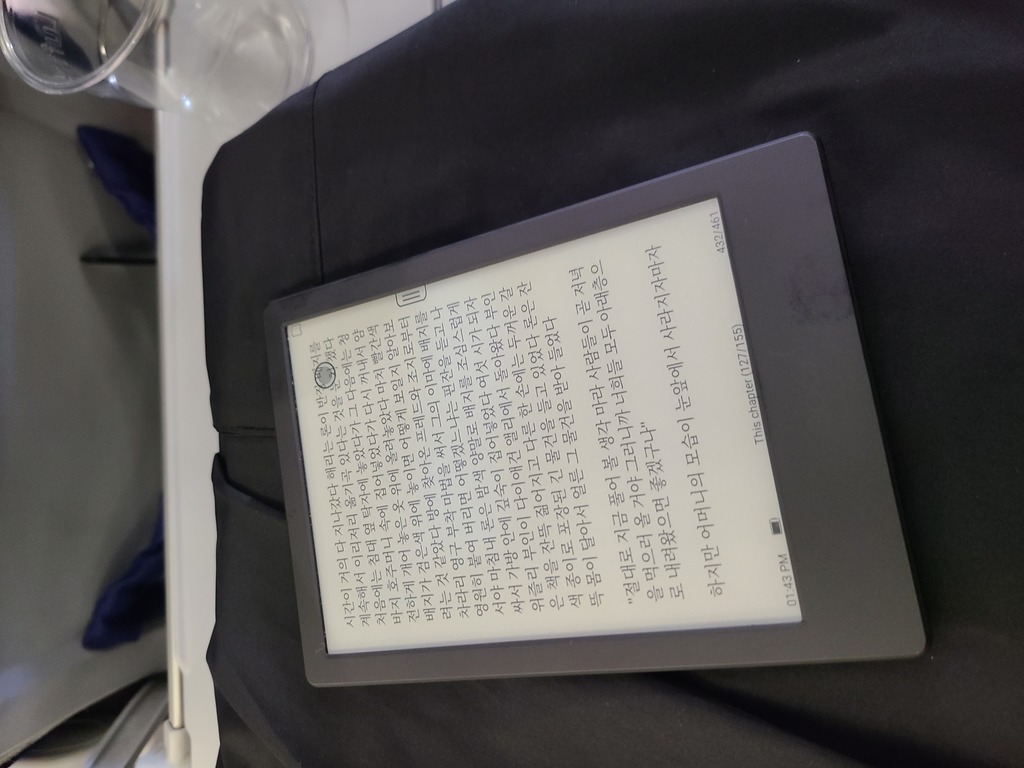 시간이 거의 다 지나갔다 해리는 론이 반장 배지를
계속해서 이리저리 옮기곤 있다는 것을 눈치 챘다
처음에는 침대 옆 탁자에 놓았다가 그 다음에는 청
바지 호주머니 속에 집어넣었다가 다시 꺼내서 얌
전하게 개어 놓은 옷 위에 올려놓았다 마치 빨간색
배지가 검은색 위에 놓이면 어떻게 보일지 알아보
려는 것 같았다 방에 찾아온 프레드와 조지로부터
차라리 영구 부착 마법을 써서 그의 이마에 배지를
영원히 붙여 버리면 어떻겠느냐는 핀잔을 듣고 나
서야 마침내 론은 밤색 양말로 배지를 조심스럽게
싸서 가방 안에 깊숙이 집어넣었다 여섯 시가 되자
위즐리 부인이 다이애건 앨리에서 돌아왔다 부인
은 책을 잔뜩 짊어지고 다른 한 손에는 두꺼운 갈
색 종이로 포장된 긴 물건을 들고 있었다 론은 잔
뜩 몸이 달아서 얼른 그 물건을 받아 들었다
"절대로 지금 풀어 볼 생각 마라 사람들이 곧 저녁
을 먹으러 올 거야 그러니까 너희들 모두 아래층으
로 내려왔으면 좋겠구나"
하지만 어머니의 모습이 눈앞에서 사라지자마자
432/461
This chapter (127/155)
01:43 PM